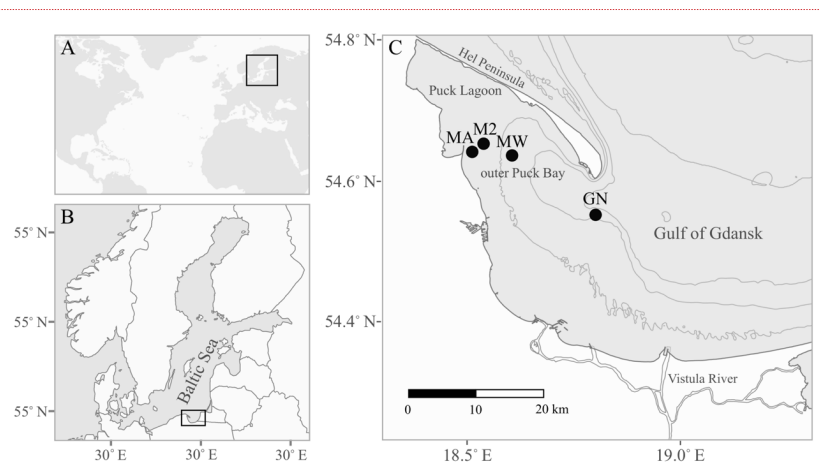 A
B
55° N
55° N
55° N
30° E
30° E
30° E
Baltic Sea
C
54.8° N
54.6° N
54.4° N
Hel Peninsula
Puck Lagoon
MA
M2
MW
outer Puck Bay
GN
Gulf of Gdansk
Vistula River
0
10
20 km
18.5° E
19.0° E